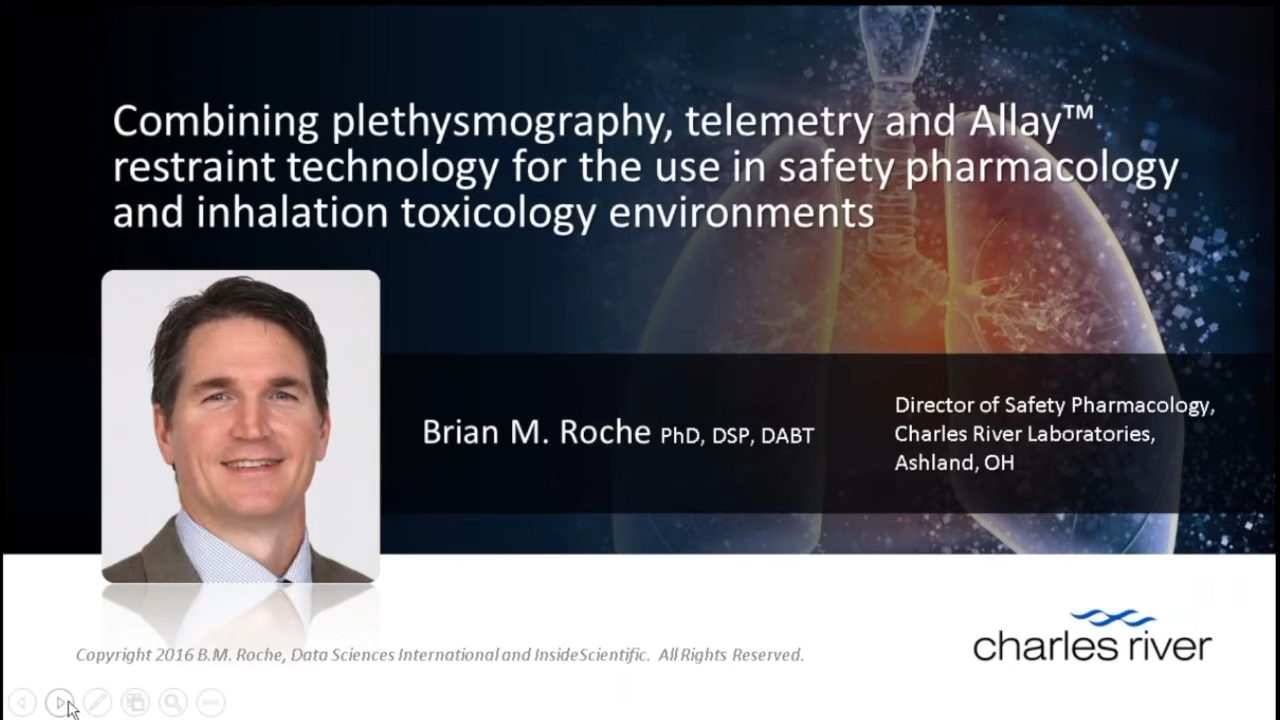 Combining plethysmography, telemetry and Allay™
restraint technology for the use in safety pharmacology
and inhalation toxicology environments
Brian M. Roche PhD, DSP, DABT
Director of Safety Pharmacology,
Charles River Laboratories,
Ashland, OH
charles river
Copyright 2016 B.M. Roche, Data Sciences International and InsideScientific. All Rights Reserved.